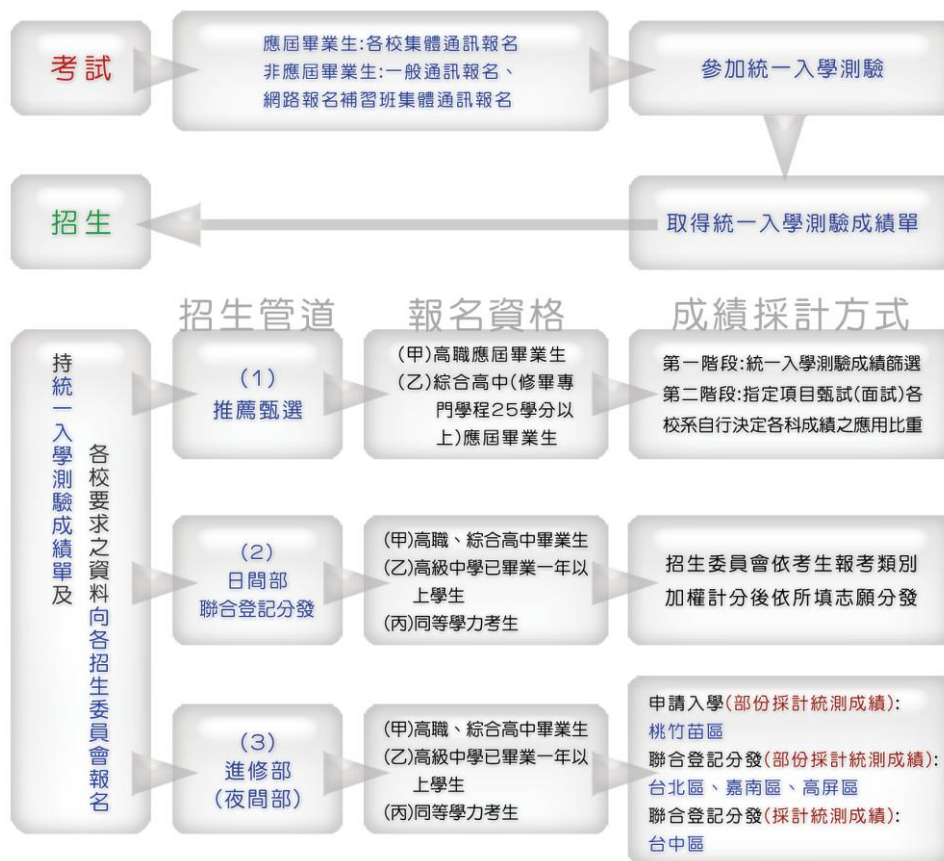 考試
應屆畢業生:各校集體通訊報名
非應屆畢業生:一般通訊報名、
網路報名補習班集體通訊報名
參加統一入學測驗
招生
取得統一入學測驗成績單
招生管道
報名資格
成績採計方式
持統一入學測驗成績單及
各校要求之資料向各招生委員會報名
(1)
推薦甄選
(甲)高職應屆畢業生
(乙)綜合高中(修畢專
門學程25學分以
上)應屆畢業生
第一階段:統一入學測驗成績篩選
第二階段:指定項目甄試(面試)各
校系自行決定各科成績之應用比重
(2)
日間部
聯合登記分發
(甲)高職、綜合高中畢業生
(乙)高級中學已畢業一年以
上學生
(丙)同等學力考生
招生委員會依考生報考類別
加權計分後依所填志願分發
(3)
進修部
(夜間部)
(甲)高職、綜合高中畢業生
(乙)高級中學已畢業一年以
上學生
(丙)同等學力考生
申請入學(部份採計統測成績):
桃竹苗區
聯合登記分發(部份採計統測成績):
台北區、嘉南區、高屏區
聯合登記分發(採計統測成績):
台中區